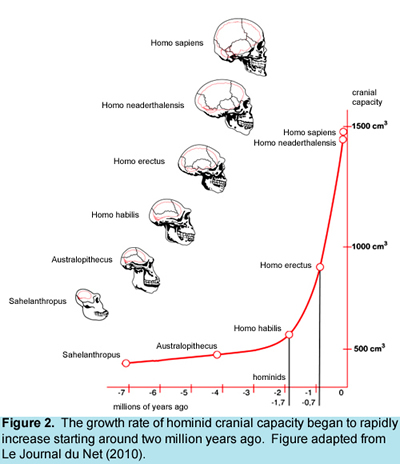 Homo sapiens
Homo neaderthalensis
Homo erectus
Homo habilis
Australopithecus
Sahelanthropus
cranial
capacity
1500 cm³
Homo sapiens
Homo neaderthalensis
1000 cm³
Homo erectus
Homo habilis
Australopithucus
Sahelanthropus
500 cm³
hominids
-7 -6 -5 -4 -3 -2 -1 0
millions of years ago -1,7 -0,7
Figure 2. The growth rate of hominid cranial capacity began to rapidly
increase starting around two million years ago. Figure adapted from
Le Journal du Net (2010).